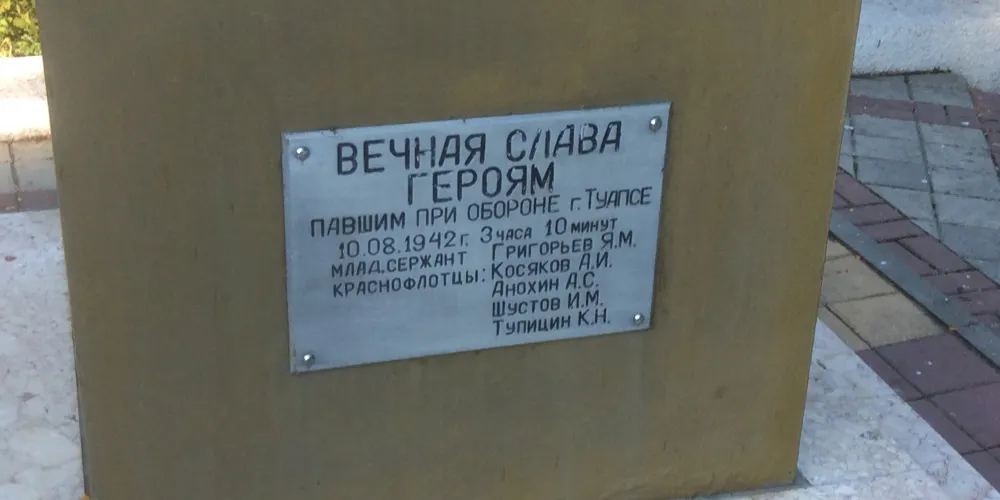 ВЕЧНАЯ СЛАВА
ГЕРОЯМ
ПАВШИМ ПРИ ОБОРОНЕ г. ТУАПСЕ
10.08.1942г. 3 ЧАСА 10 МИНУТ
МЛАД.СЕРЖАНТ ГРИГОРЬЕВ Я.М.
КРАСНОФЛОТЦЫ: КОСЯКОВ А.И.
АНОХИН А.С.
ШУСТОВ И.М.
ТУПИЦИН К.Н.